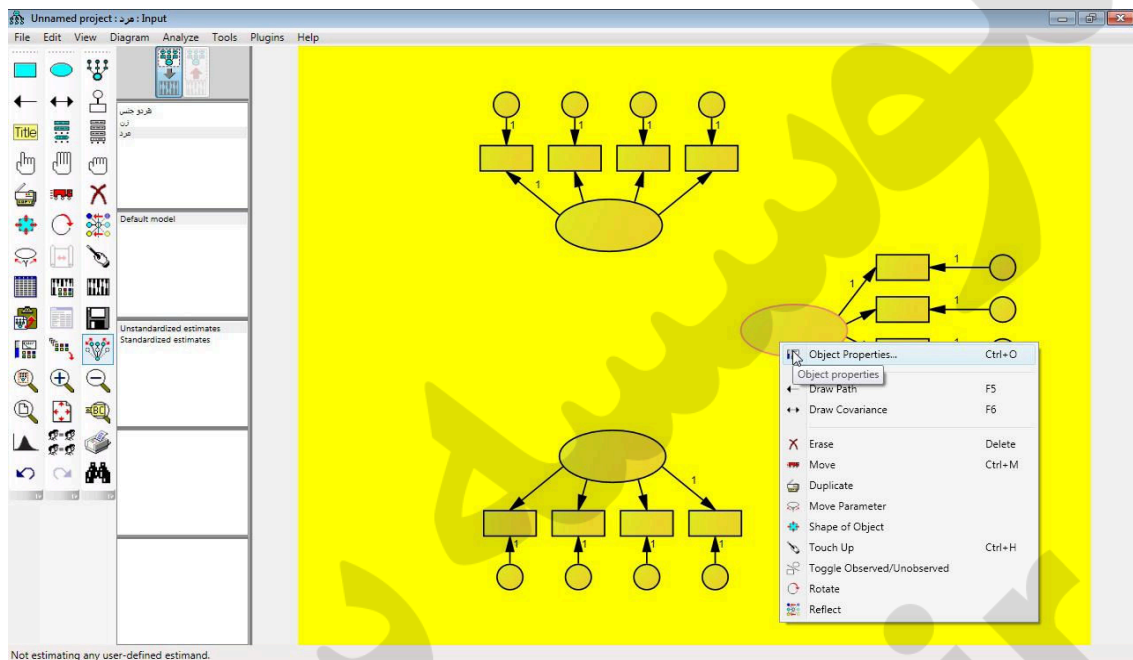 Unnamed project : مرد : Input
File Edit View Diagram Analyze Tools Plugins Help
Title
هردو جنس
زن
مرد
Default model
Unstandardized estimates
Standardized estimates
1 1 1 1
1
1
1
1
1
Object Properties... Ctrl+O
Object properties
Draw Path F5
Draw Covariance F6
Erase Delete
Move Ctrl+M
Duplicate
Move Parameter
Shape of Object
Touch Up Ctrl+H
Toggle Observed/Unobserved
Rotate
Reflect
1
1 1 1 1
Not estimating any user-defined estimand.